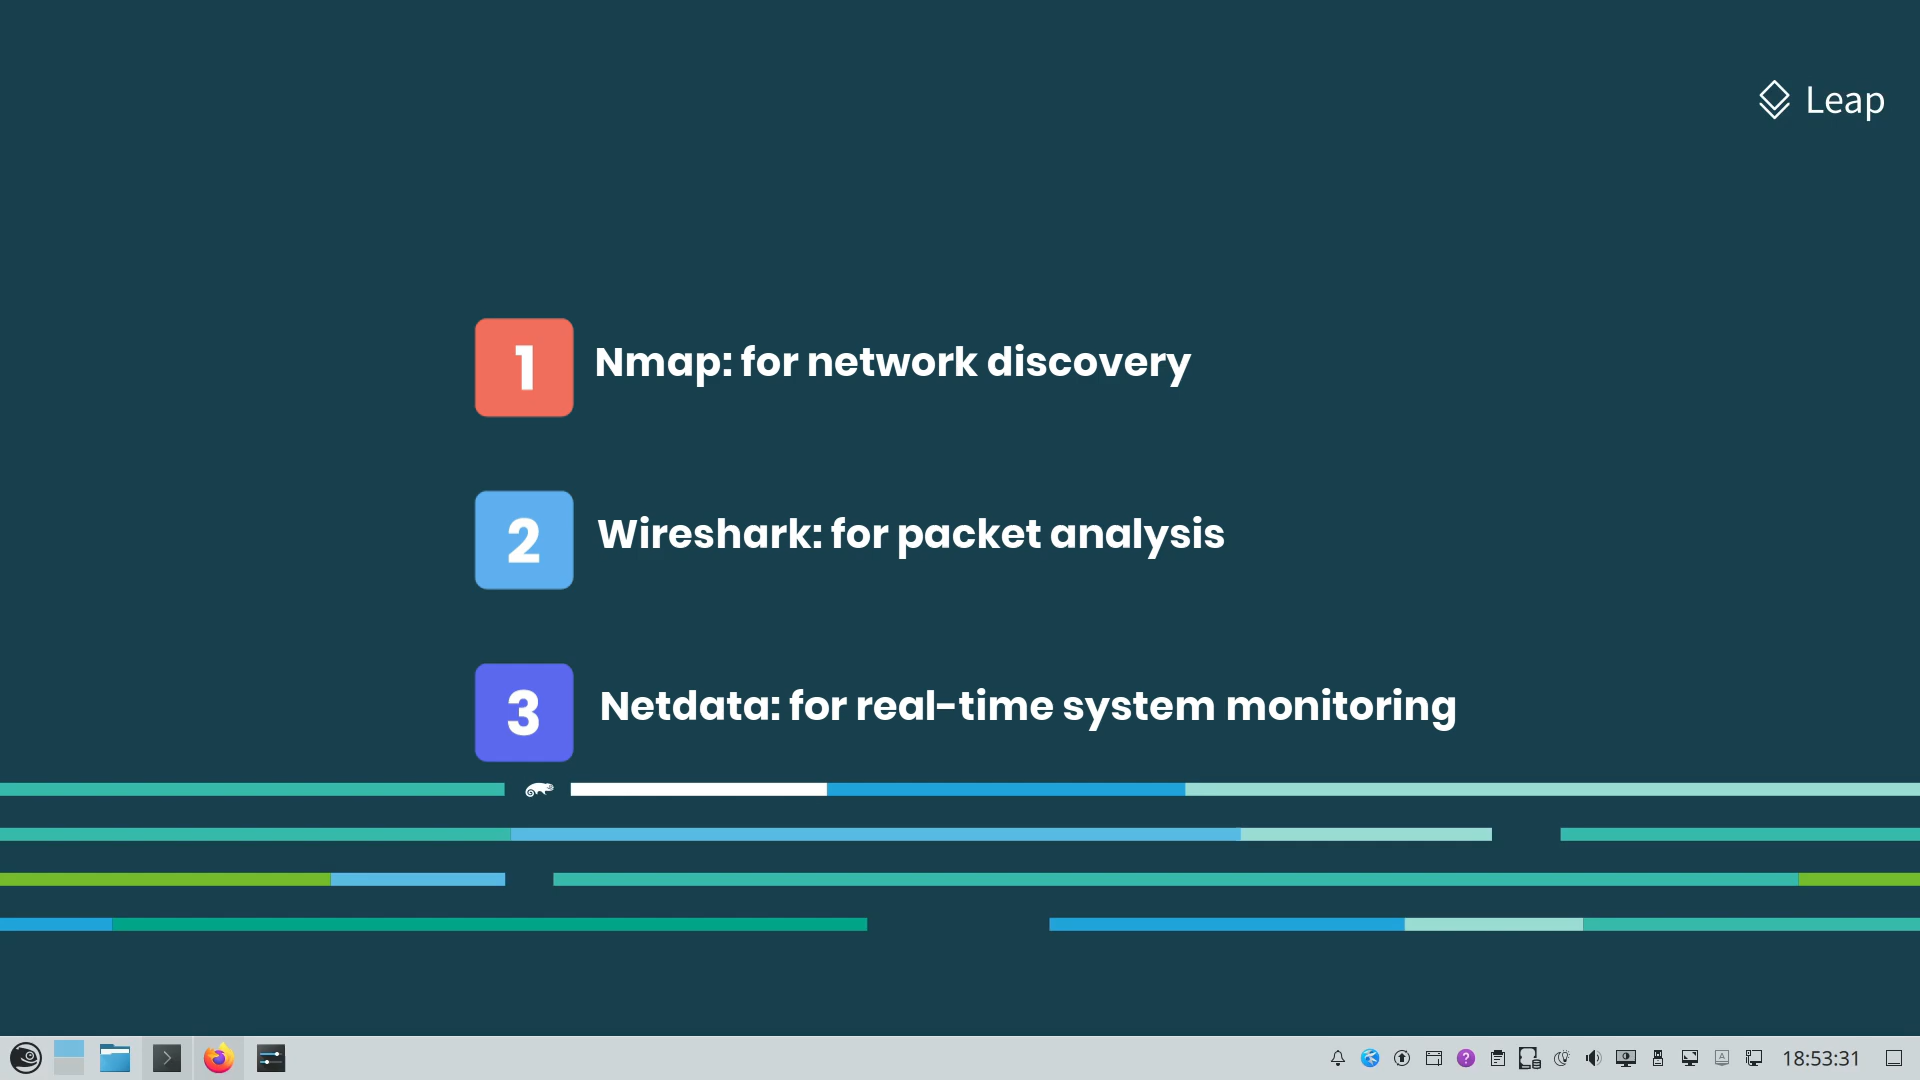 Leap
1 Nmap: for network discovery
2 Wireshark: for packet analysis
3 Netdata: for real-time system monitoring
18:53:31